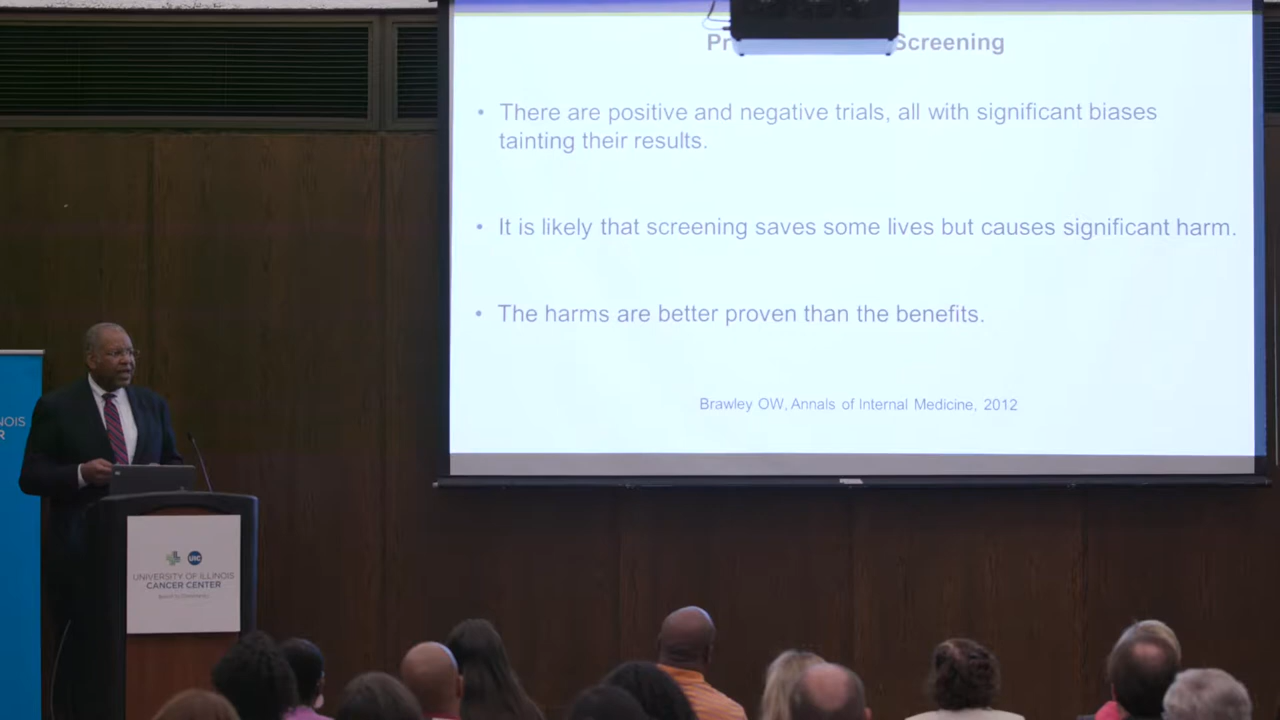 Pr Screening
• There are positive and negative trials, all with significant biases
tainting their results.
• It is likely that screening saves some lives but causes significant harm.
• The harms are better proven than the benefits.
Brawley OW, Annals of Internal Medicine, 2012
NOIS
R
UIC
UNIVERSITY OF ILLINOIS
CANCER CENTER